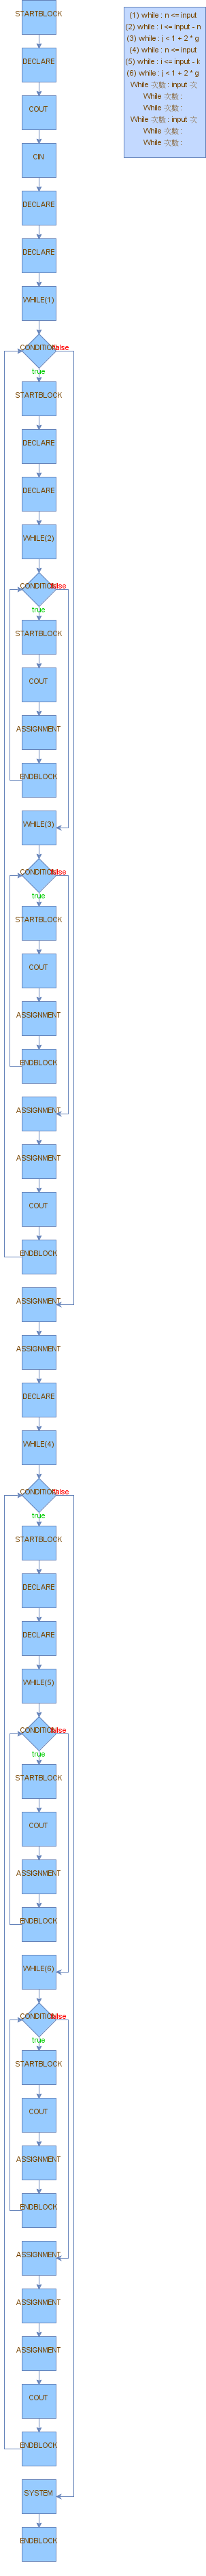 STARTBLOCK
DECLARE
COUT
CIN
DECLARE
DECLARE
WHILE(1)
CONDITION false
true
STARTBLOCK
DECLARE
DECLARE
WHILE(2)
CONDITION false
true
STARTBLOCK
COUT
ASSIGNMENT
ENDBLOCK
WHILE(3)
CONDITION false
true
STARTBLOCK
COUT
ASSIGNMENT
ENDBLOCK
ASSIGNMENT
ASSIGNMENT
COUT
ENDBLOCK
ASSIGNMENT
ASSIGNMENT
DECLARE
WHILE(4)
CONDITION false
true
STARTBLOCK
DECLARE
DECLARE
WHILE(5)
CONDITION false
true
STARTBLOCK
COUT
ASSIGNMENT
ENDBLOCK
WHILE(6)
CONDITION false
true
STARTBLOCK
COUT
ASSIGNMENT
ENDBLOCK
ASSIGNMENT
ASSIGNMENT
ASSIGNMENT
COUT
ENDBLOCK
SYSTEM
ENDBLOCK
(1) while : n <= input
(2) while : i <= input - n
(3) while : j < 1 + 2 * g
(4) while : n <= input
(5) while : i <= input - k
(6) while : j < 1 + 2 * g
While 次數 : input 次
While 次數 :
While 次數 :
While 次數 : input 次
While 次數 :
While 次數 :